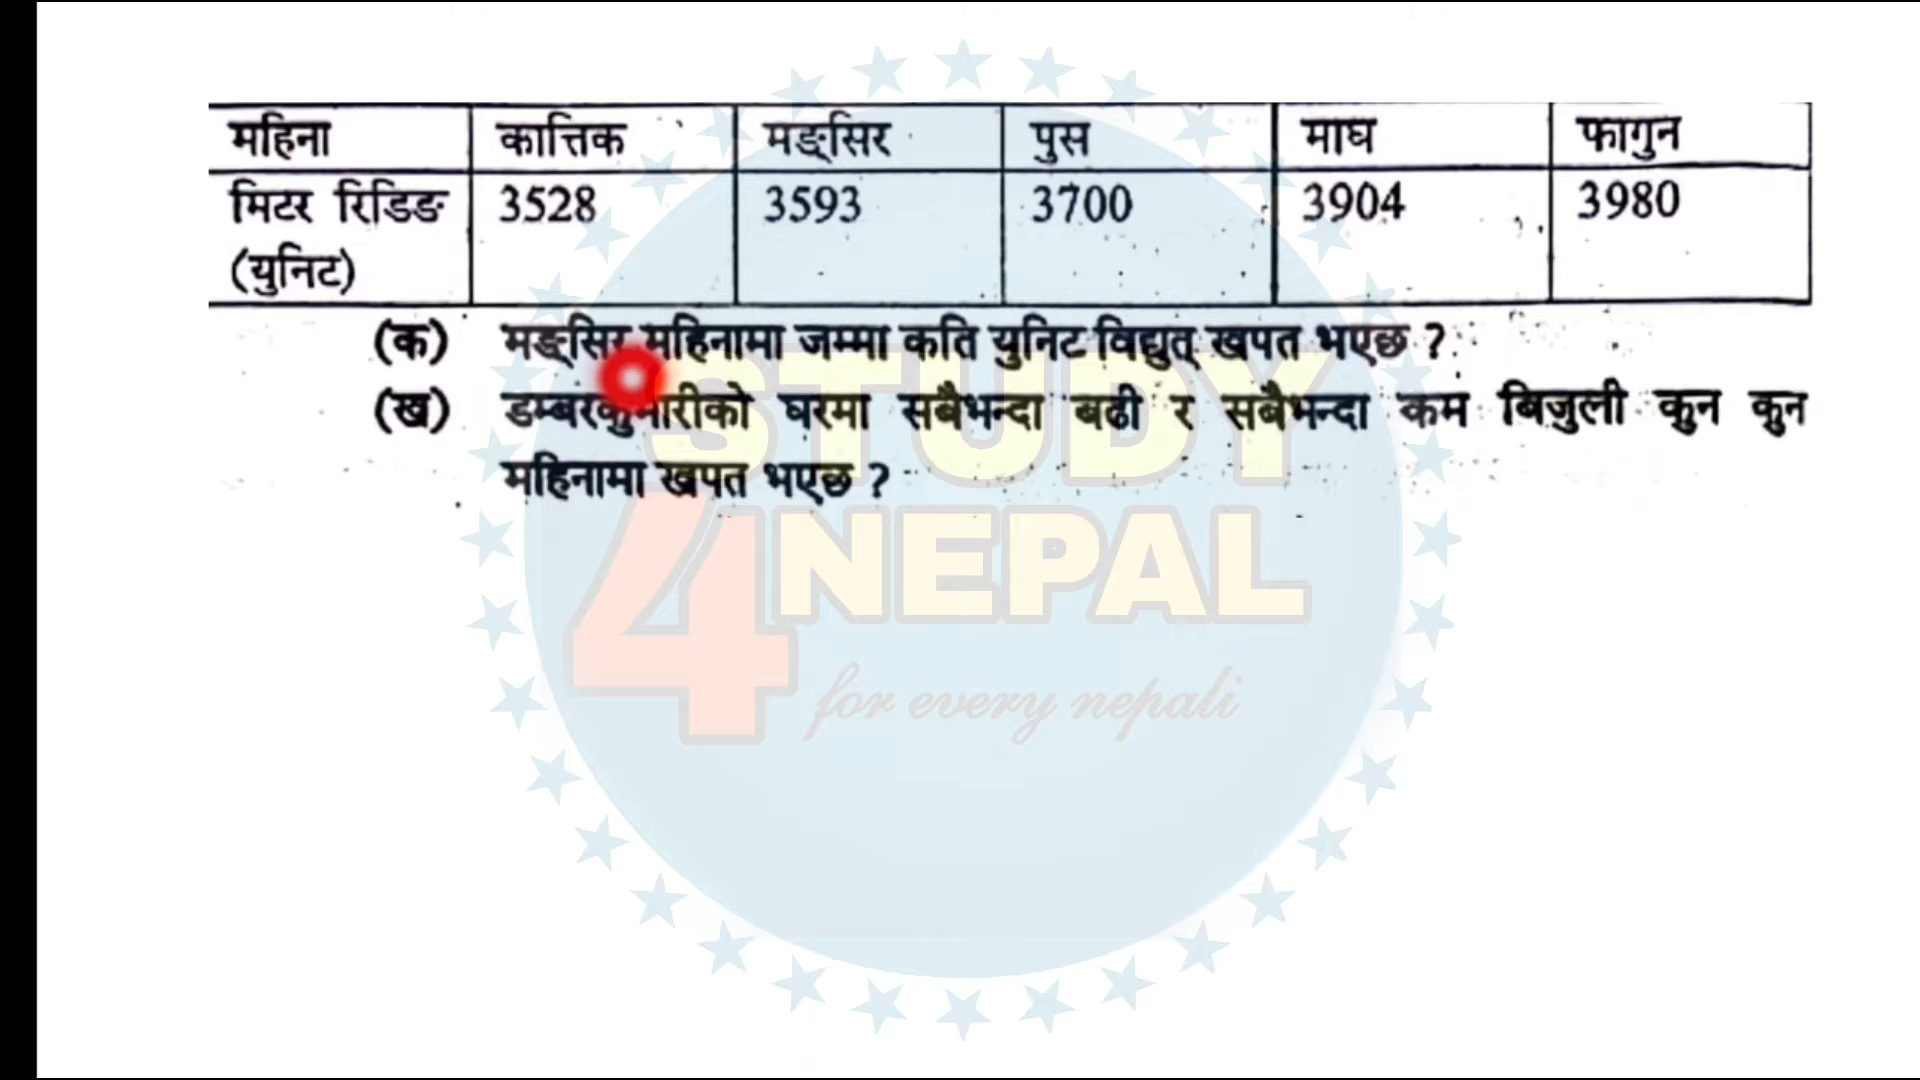 महिना कात्तिक मङ्सिर पुस माघ फागुन
मिटर रिडिङ 3528 3593 3700 3904 3980
(युनिट)
(क) मङ्सिर महिनामा जम्मा कति युनिट विद्युत् खपत भएछ ?
(ख) डम्बरकुमारीको घरमा सबैभन्दा बढी र सबैभन्दा कम बिजुली कुन कुन
महिनामा खपत भएछ ?
STUDY
4 NEPAL
for every nepali